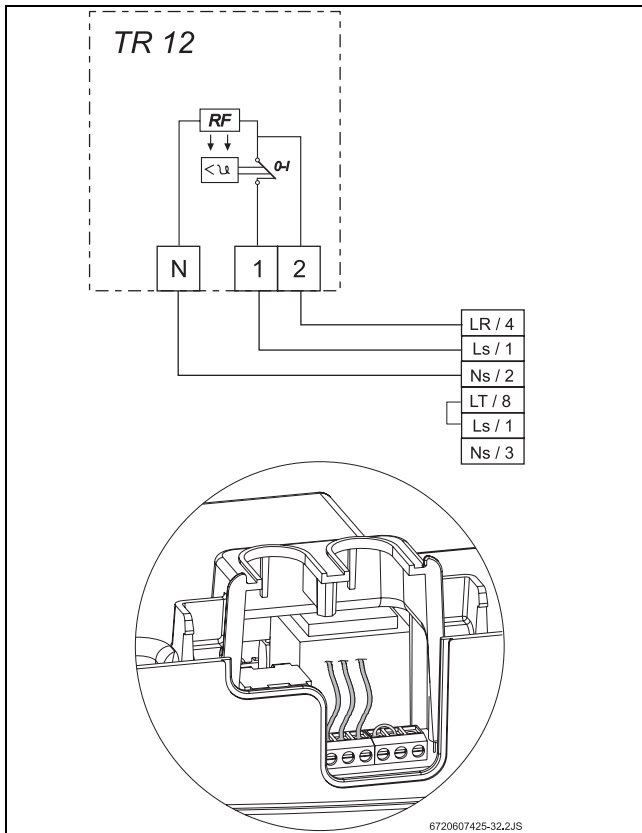 TR 12
RF
< ϑ
0-I
N 1 2
LR / 4
Ls / 1
Ns / 2
LT / 8
Ls / 1
Ns / 3
6720607425-32.2JS